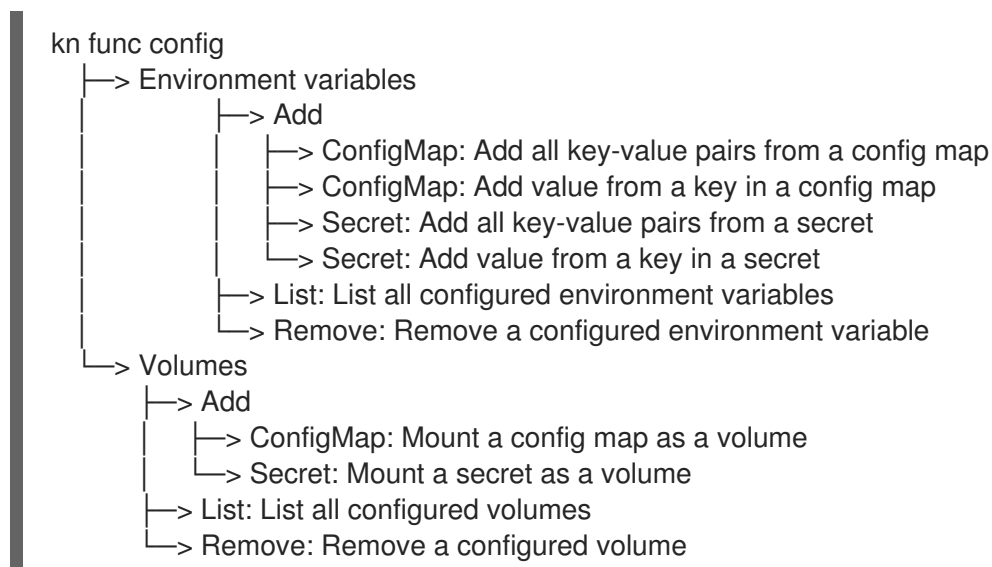 kn func config
├─> Environment variables
│ ├─> Add
│ │ ├─> ConfigMap: Add all key-value pairs from a config map
│ │ ├─> ConfigMap: Add value from a key in a config map
│ │ ├─> Secret: Add all key-value pairs from a secret
│ │ └─> Secret: Add value from a key in a secret
│ ├─> List: List all configured environment variables
│ └─> Remove: Remove a configured environment variable
└─> Volumes
├─> Add
│ ├─> ConfigMap: Mount a config map as a volume
│ └─> Secret: Mount a secret as a volume
├─> List: List all configured volumes
└─> Remove: Remove a configured volume